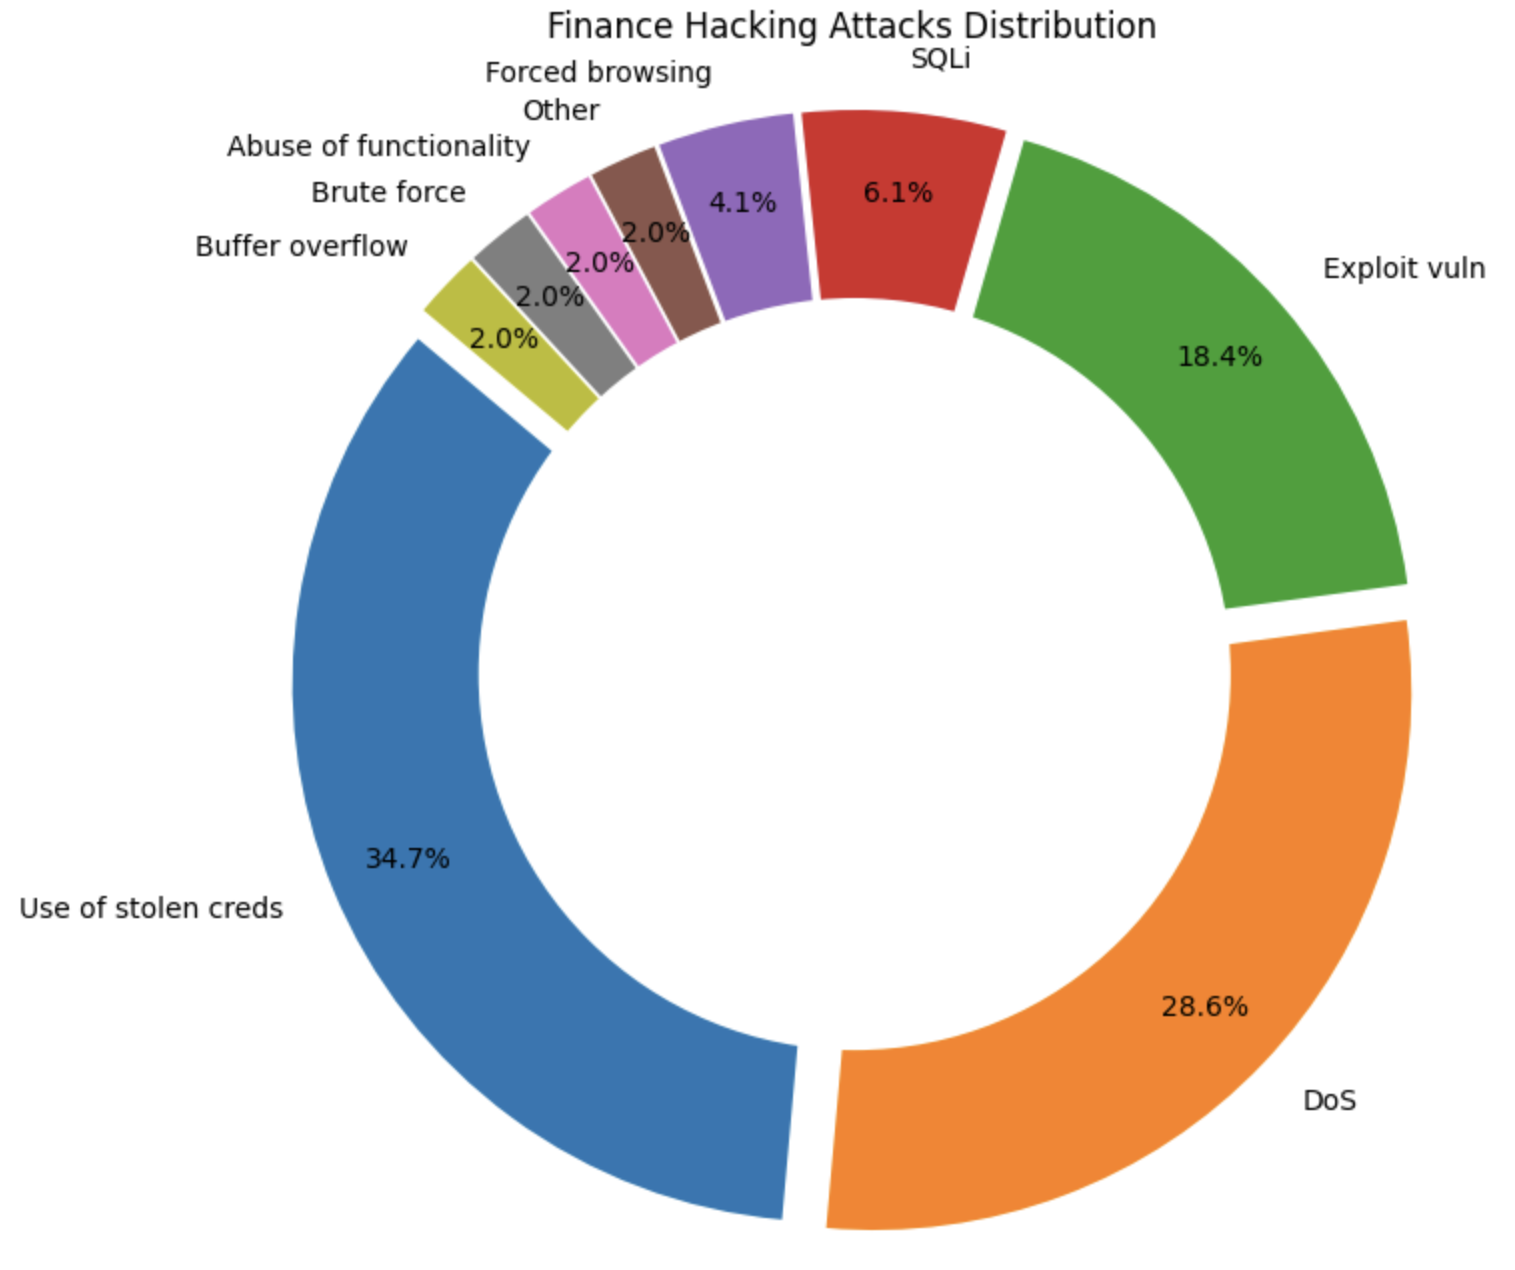 Finance Hacking Attacks Distribution
SQLi
Forced browsing
Other
Abuse of functionality
Brute force
Buffer overflow
Exploit vuln
4.1%
6.1%
2.0%
2.0%
2.0%
2.0%
18.4%
34.7%
Use of stolen creds
28.6%
DoS